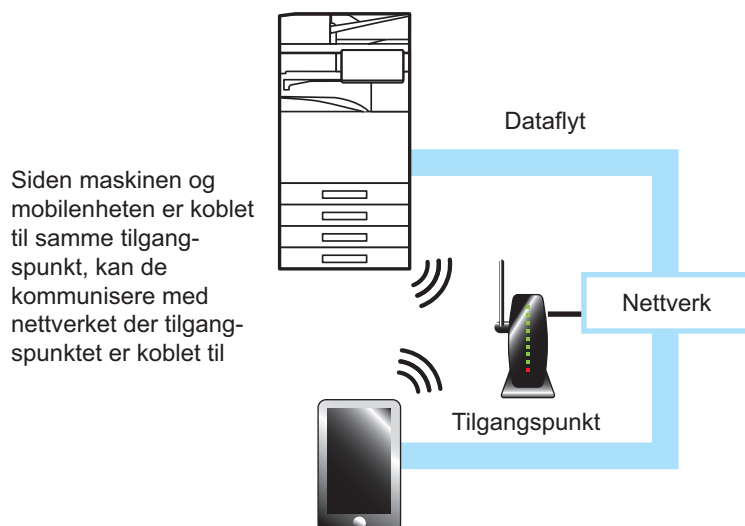 Dataflyt
Siden maskinen og
mobilenheten er koblet
til samme tilgang-
spunkt, kan de
kommunisere med
nettverket der tilgang-
spunktet er koblet til
Nettverk
Tilgangspunkt